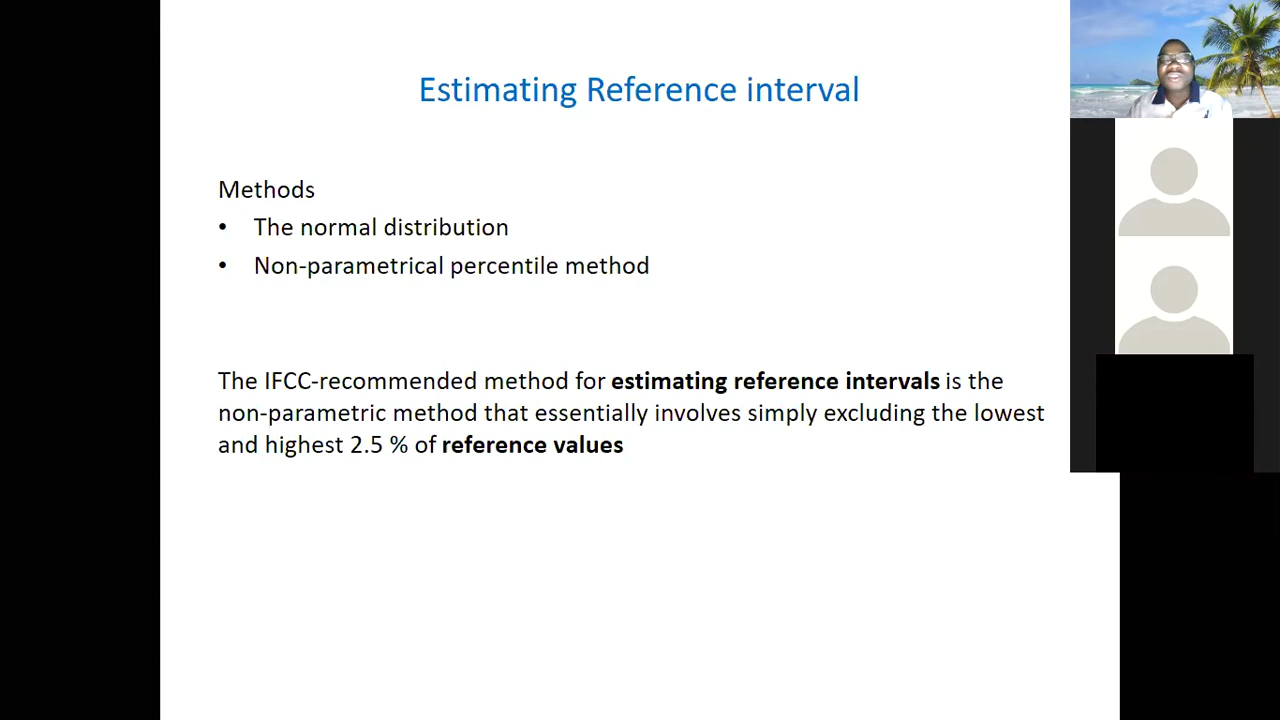 Estimating Reference interval
Methods
• The normal distribution
• Non-parametrical percentile method
The IFCC-recommended method for estimating reference intervals is the
non-parametric method that essentially involves simply excluding the lowest
and highest 2.5 % of reference values